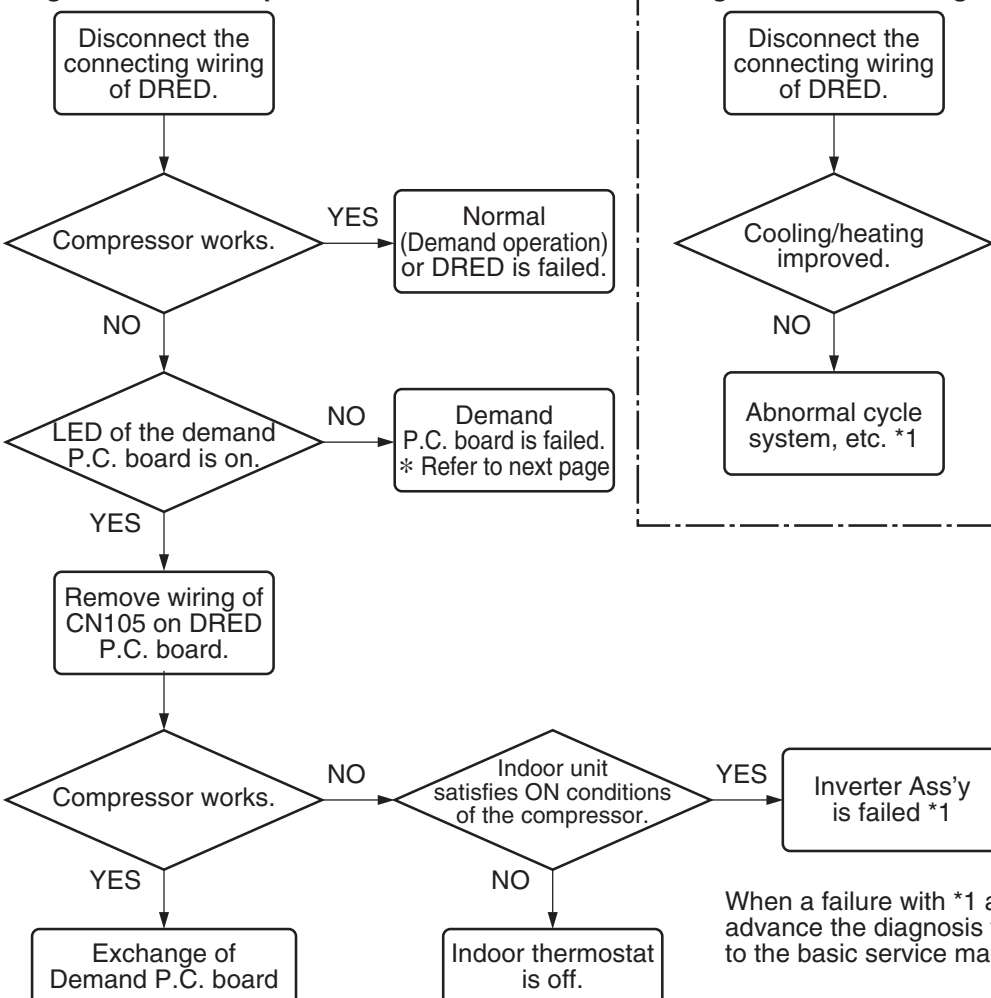 Disconnect the
connecting wiring
of DRED.
Compressor works.
YES
Normal
(Demand operation)
or DRED is failed.
NO
LED of the demand
P.C. board is on.
NO
Demand
P.C. board is failed.
* Refer to next page
YES
Remove wiring of
CN105 on DRED
P.C. board.
Compressor works.
NO
Indoor unit
satisfies ON conditions
of the compressor.
YES
Inverter Ass'y
is failed *1
YES
Exchange of
Demand P.C. board
NO
Indoor thermostat
is off.
Disconnect the
connecting wiring
of DRED.
Cooling/heating
improved.
NO
Abnormal cycle
system, etc. *1
When a failure with *1
advance the diagnosis
to the basic service